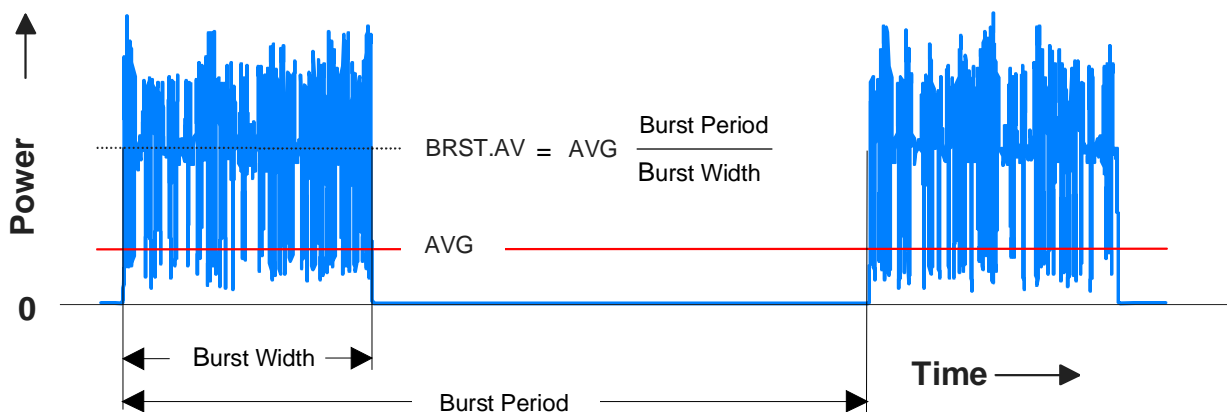 Power
0
BRST.AV = AVG Burst Period
Burst Width
AVG
Burst Width
Time
Burst Period